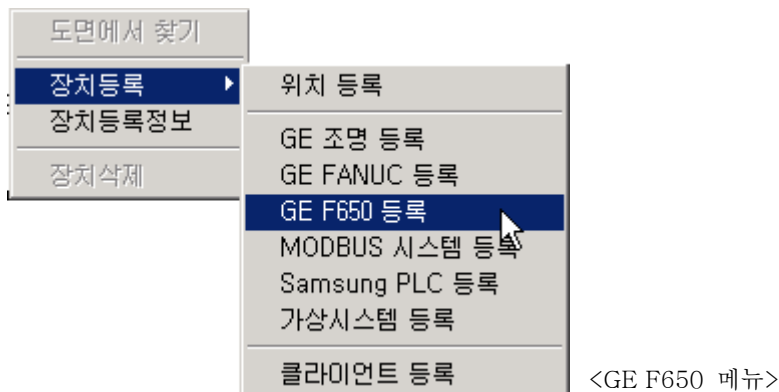 도면에서 찾기
장치등록
장치등록정보
장치삭제
위치 등록
GE 조명 등록
GE FANUC 등록
GE F650 등록
MODBUS 시스템 등록
Samsung PLC 등록
가상시스템 등록
클라이언트 등록
<GE F650 메뉴>